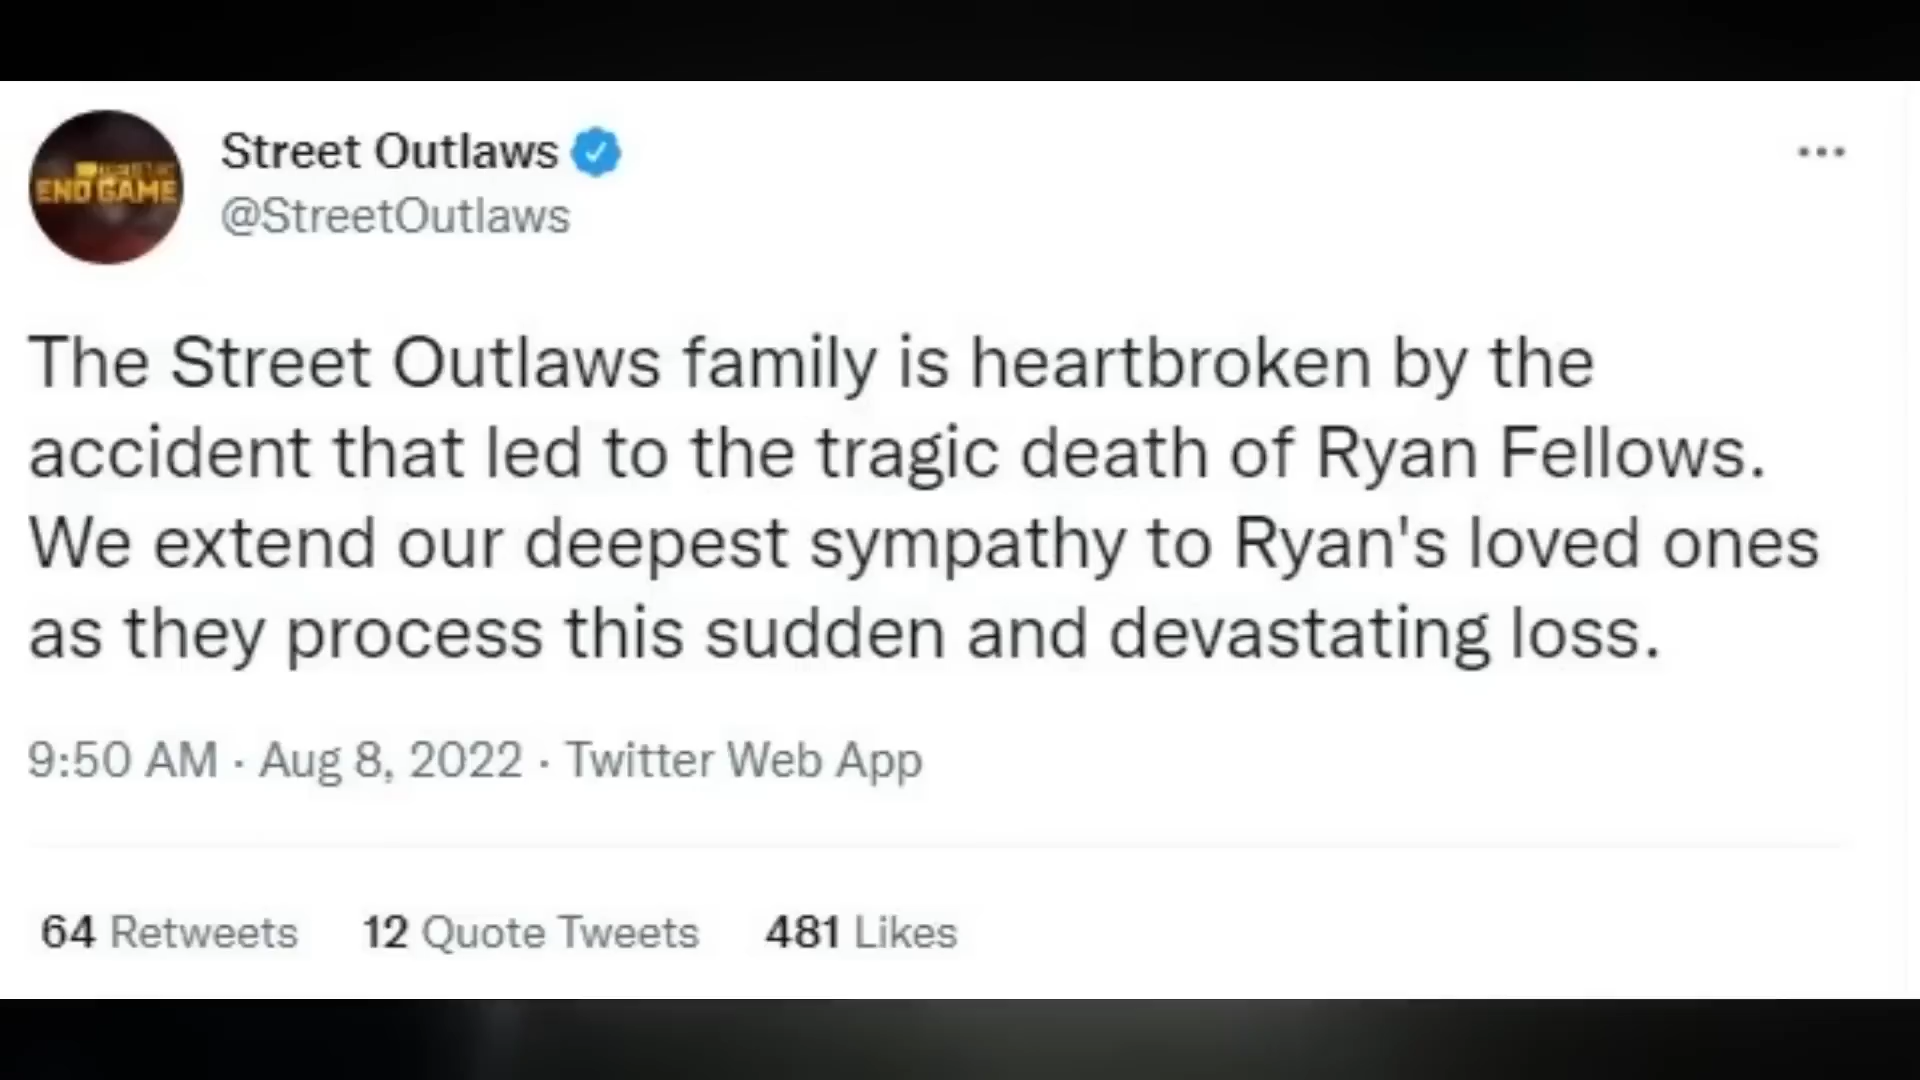 END GAME
Street Outlaws
@StreetOutlaws
The Street Outlaws family is heartbroken by the
accident that led to the tragic death of Ryan Fellows.
We extend our deepest sympathy to Ryan's loved ones
as they process this sudden and devastating loss.
9:50 AM · Aug 8, 2022 · Twitter Web App
64 Retweets 12 Quote Tweets 481 Likes